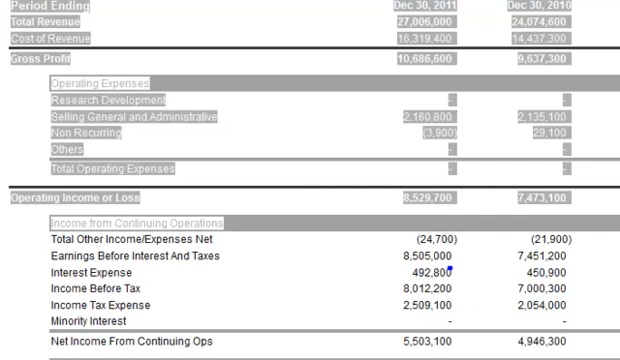 Period Ending Dec 30, 2011 Dec 30, 2010
Total Revenue 27,006,000 24,074,600
Cost of Revenue 16,319,400 14,437,300
Gross Profit 10,686,600 9,637,300
Operating Expenses
Research Development - -
Selling General and Administrative 2,160,800 2,135,100
Non Recurring (3,900) 29,100
Others - -
Total Operating Expenses - -
Operating Income or Loss 8,529,700 7,473,100
Income from Continuing Operations
Total Other Income/Expenses Net (24,700) (21,900)
Earnings Before Interest And Taxes 8,505,000 7,451,200
Interest Expense 492,800 450,900
Income Before Tax 8,012,200 7,000,300
Income Tax Expense 2,509,100 2,054,000
Minority Interest - -
Net Income From Continuing Ops 5,503,100 4,946,300